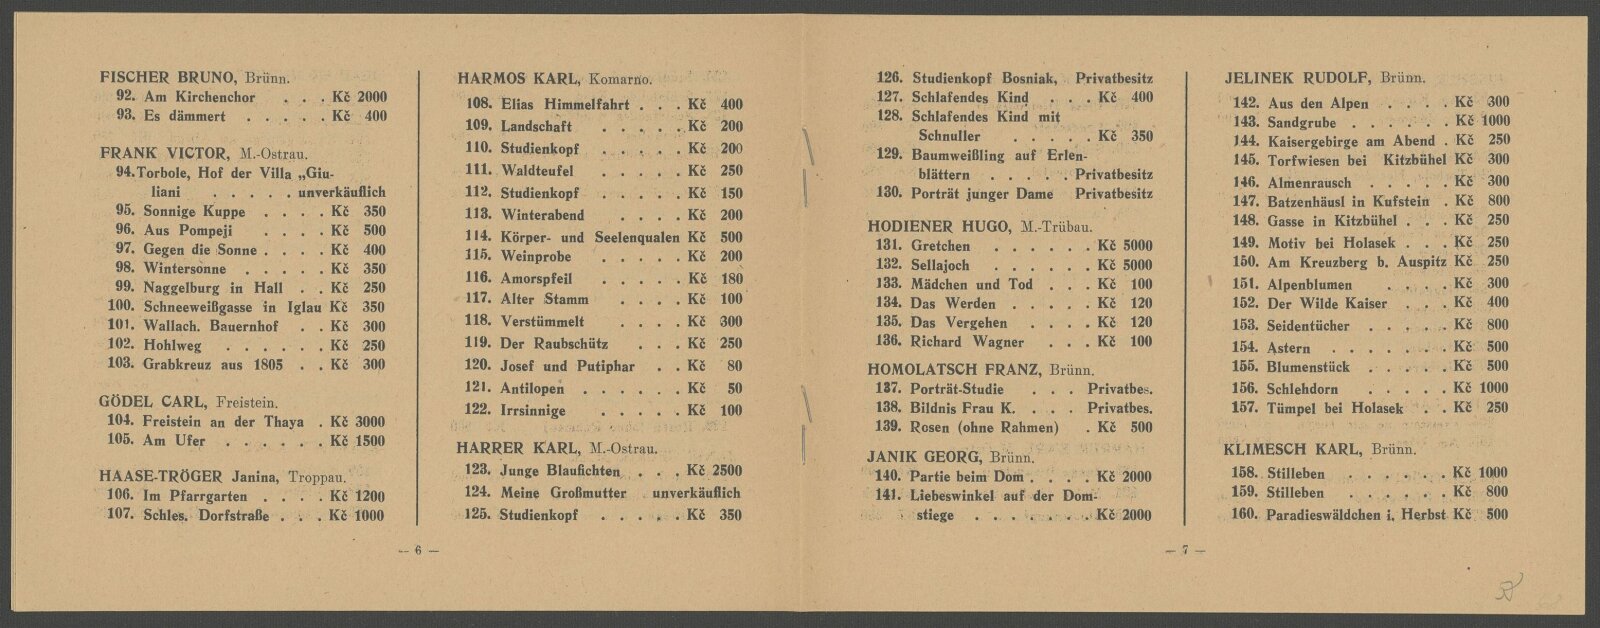 FISCHER BRUNO, Brünn.
92. Am Kirchenchor . . . Kč 2000
93. Es dämmert . . . . . Kč 400
FRANK VICTOR, M.-Ostrau.
94. Torbole, Hof der Villa „Giu-
liani . . . . . unverkäuflich
95. Sonnige Kuppe . . . . Kč 350
96. Aus Pompeji . . . . Kč 500
97. Gegen die Sonne . . . . Kč 400
98. Wintersonne . . . . . Kč 350
99. Naggelburg in Hall . . Kč 250
100. Schneeweißgasse in Iglau Kč 350
101. Wallach. Bauernhof . . Kč 300
102. Hohlweg . . . . . . Kč 250
103. Grabkreuz aus 1805 . . Kč 300
GÖDEL CARL, Freistein.
104. Freistein an der Thaya . Kč 3000
105. Am Ufer . . . . . . Kč 1500
HAASE-TRÖGER Janina, Troppau.
106. Im Pfarrgarten . . . . Kč 1200
107. Schles. Dorfstraße . . . Kč 1000
— 6 —
HARMOS KARL, Komarno.
108. Elias Himmelfahrt . . . Kč 400
109. Landschaft . . . . . Kč 200
110. Studienkopf . . . . . Kč 200
111. Waldteufel . . . . . Kč 250
112. Studienkopf . . . . . Kč 150
113. Winterabend . . . . Kč 200
114. Körper- und Seelenqualen Kč 500
115. Weinprobe . . . . . Kč 200
116. Amorspfeil . . . . . Kč 180
117. Alter Stamm . . . . Kč 100
118. Verstümmelt . . . . Kč 300
119. Der Raubschütz . . . Kč 250
120. Josef und Putiphar . . Kč 80
121. Antilopen . . . . . . Kč 50
122. Irrsinnige . . . . . Kč 100
HARRER KARL, M.-Ostrau.
123. Junge Blaufichten . . . Kč 2500
124. Meine Großmutter unverkäuflich
125. Studienkopf . . . . . Kč 350
126. Studienkopf Bosniak, Privatbesitz
127. Schlafendes Kind . . . Kč 400
128. Schlafendes Kind mit
Schnuller . . . . . Kč 350
129. Baumweißling auf Erlen-
blättern . . . . . Privatbesitz
130. Porträt junger Dame Privatbesitz
HODIENER HUGO, M.-Trübau.
131. Gretchen . . . . . . Kč 5000
132. Sellajoch . . . . . . Kč 5000
133. Mädchen und Tod . . . Kč 100
134. Das Werden . . . . . Kč 120
135. Das Vergehen . . . . Kč 120
136. Richard Wagner . . . Kč 100
HOMOLATSCH FRANZ, Brünn.
137. Porträt-Studie . . . Privatbes.
138. Bildnis Frau K. . . . Privatbes.
139. Rosen (ohne Rahmen) . Kč 500
JANIK GEORG, Brünn.
140. Partie beim Dom . . . . Kč 2000
141. Liebeswinkel auf der Dom-
stiege . . . . . . . Kč 2000
— 7 —
JELINEK RUDOLF, Brünn.
142. Aus den Alpen . . . . Kč 300
143. Sandgrube . . . . . . Kč 1000
144. Kaisergebirge am Abend . Kč 250
145. Torfwiesen bei Kitzbühel Kč 300
146. Almenrausch . . . . . Kč 300
147. Batzenhäusl in Kufstein . Kč 800
148. Gasse in Kitzbühel . . . Kč 250
149. Motiv bei Holasek . . . Kč 250
150. Am Kreuzberg b. Auspitz Kč 250
151. Alpenblumen . . . . Kč 300
152. Der Wilde Kaiser . . . Kč 400
153. Seidentücher . . . . . Kč 800
154. Astern . . . . . . . Kč 500
155. Blumenstück . . . . . Kč 500
156. Schlehdorn . . . . . Kč 1000
157. Tümpel bei Holasek . . Kč 250
KLIMESCH KARL, Brünn.
158. Stilleben . . . . . . Kč 1000
159. Stilleben . . . . . . Kč 800
160. Paradieswäldchen i. Herbst Kč 500